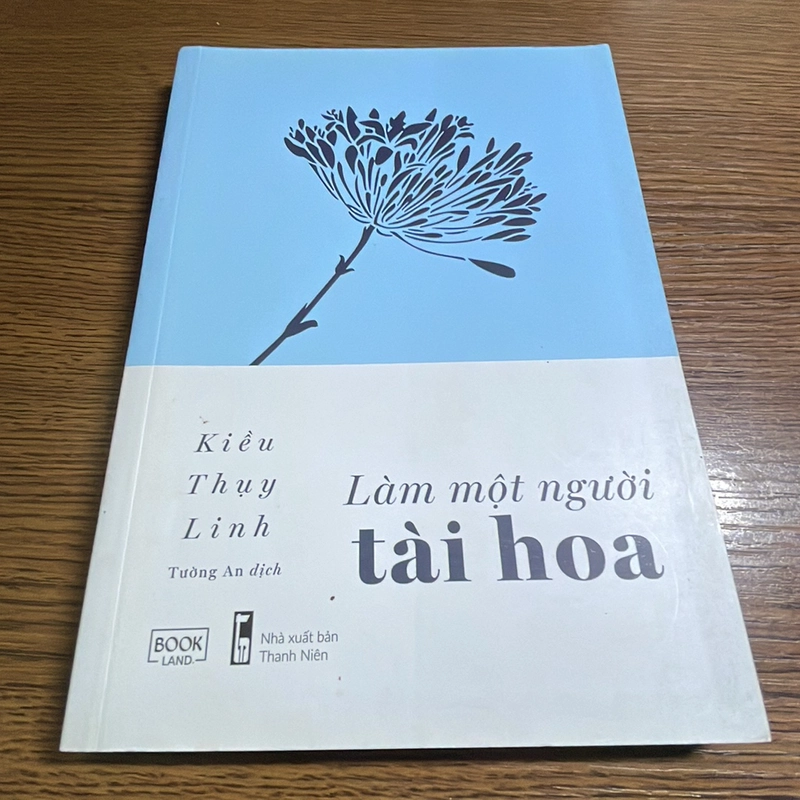 Kiều
Thụy
Linh
Tường An dịch
Làm một người
tài hoa
BOOK
LAND.
Nhà xuất bản
Thanh Niên